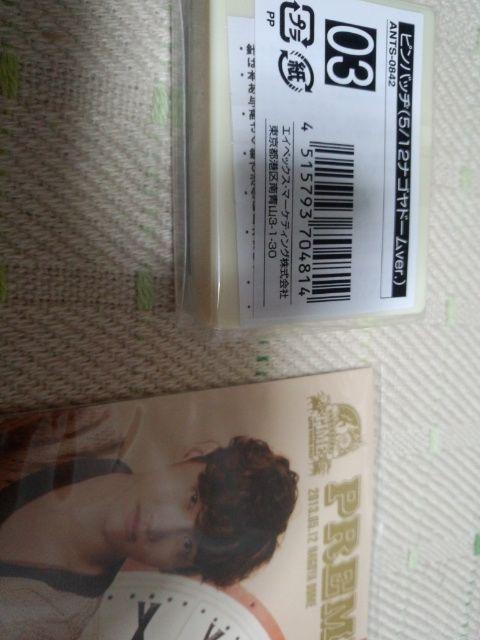 ピンバッヂ(5/12ナゴヤドームver.)
ANTS-0842
03
プラ
PP
紙
4 515793 704814
エイベックス・マーケティング株式会社
東京都港区南青山3-1-30
PREM
2013.05.12 NAGOYA DOME